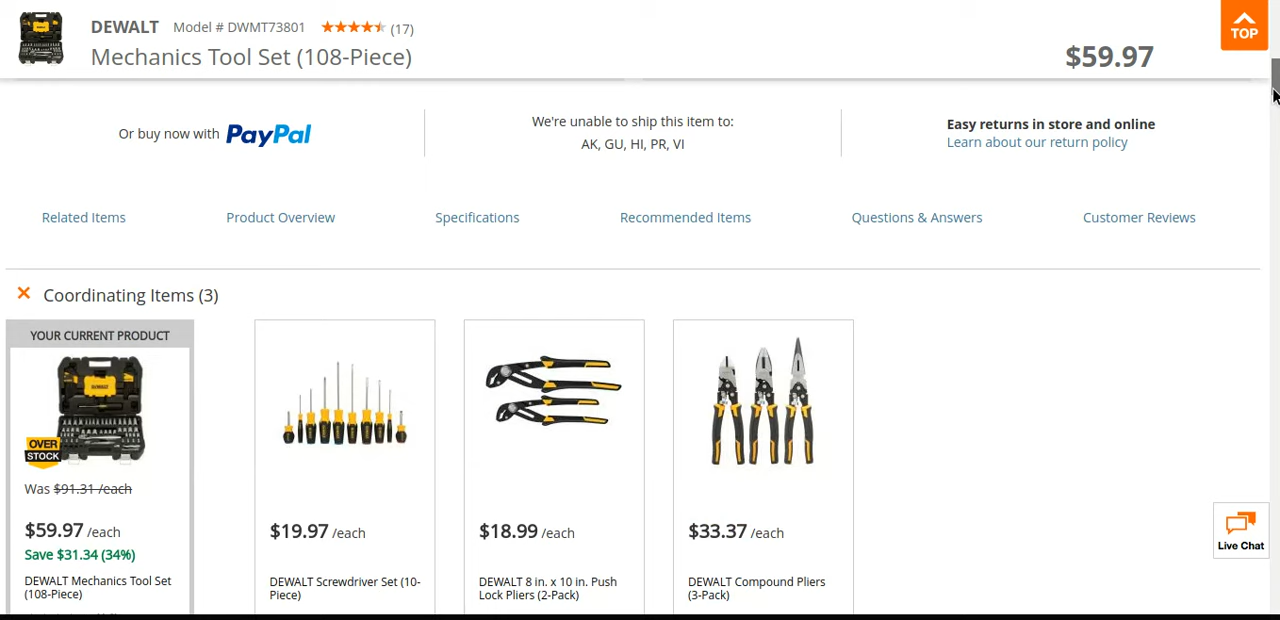 DEWALT Model # DWMT73801 (17)
Mechanics Tool Set (108-Piece)
$59.97
TOP
Or buy now with PayPal
We're unable to ship this item to:
AK, GU, HI, PR, VI
Easy returns in store and online
Learn about our return policy
Related Items Product Overview Specifications Recommended Items Questions & Answers Customer Reviews
Coordinating Items (3)
YOUR CURRENT PRODUCT
DEWALT
OVER
STOCK
Was $91.31 /each
$59.97 /each
Save $31.34 (34%)
DEWALT Mechanics Tool Set
(108-Piece)
$19.97 /each
DEWALT Screwdriver Set (10-
Piece)
$18.99 /each
DEWALT 8 in. x 10 in. Push
Lock Pliers (2-Pack)
$33.37 /each
DEWALT Compound Pliers
(3-Pack)
Live Chat